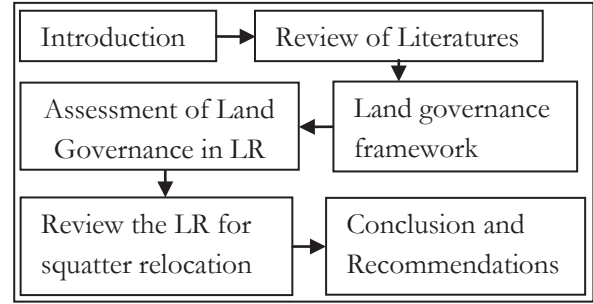 Introduction
Review of Literatures
Land governance
framework
Assessment of Land
Governance in LR
Review the LR for
squatter relocation
Conclusion and
Recommendations